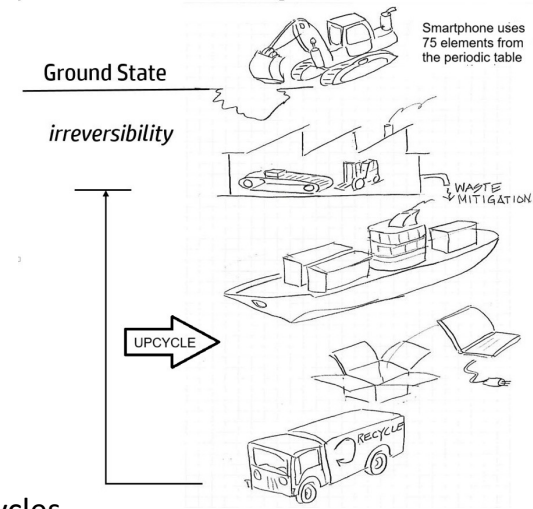 Smartphone uses
75 elements from
the periodic table
Ground State
irreversibility
WASTE
MITIGATION
UPCYCLE
RECYCLE